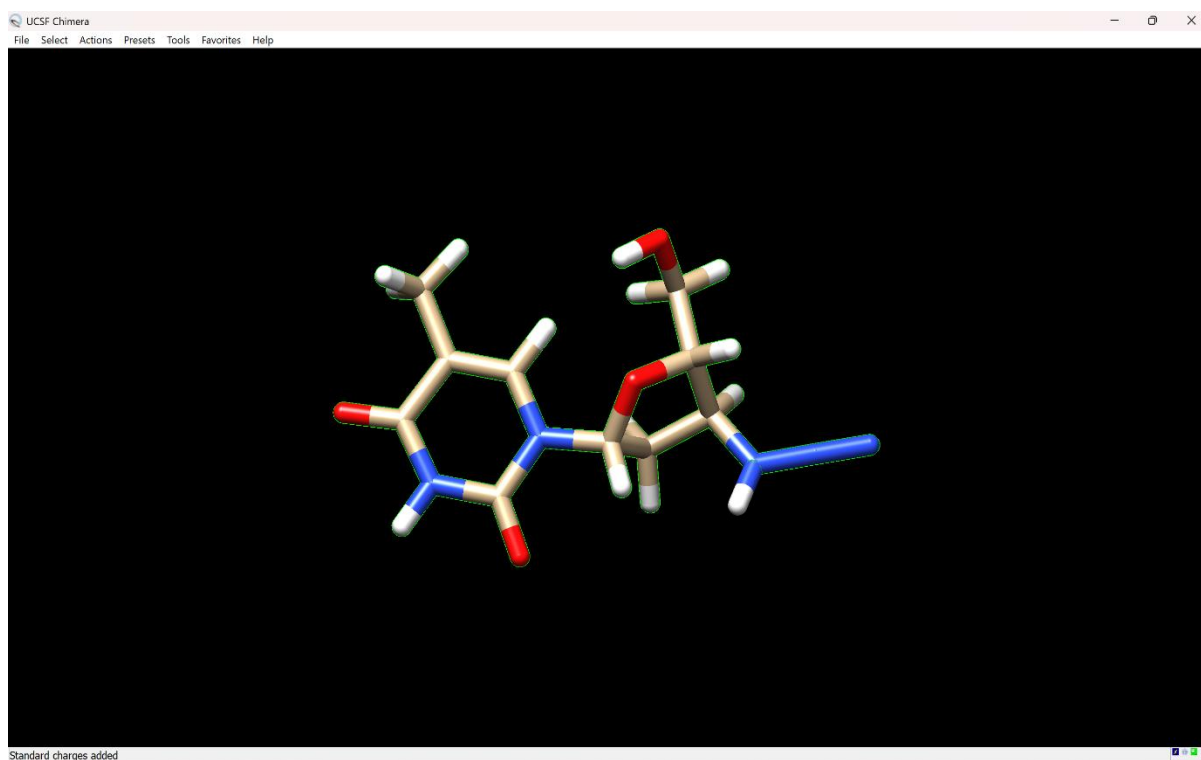 UCSF Chimera
File Select Actions Presets Tools Favorites Help
Standard charges added